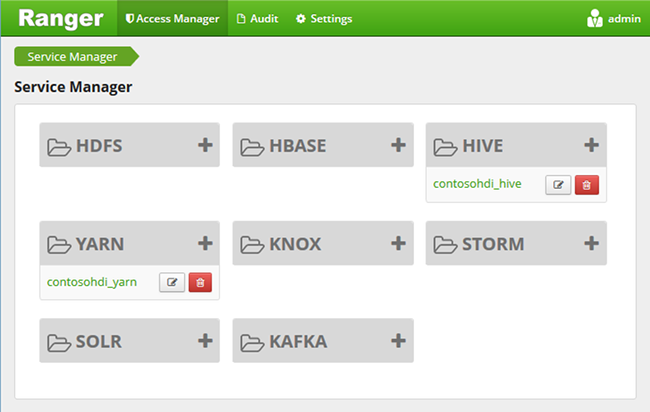 Ranger Access Manager Audit Settings admin
Service Manager
Service Manager
HDFS HBASE HIVE
contosohdi_hive
YARN KNOX STORM
contosohdi_yarn
SOLR KAFKA